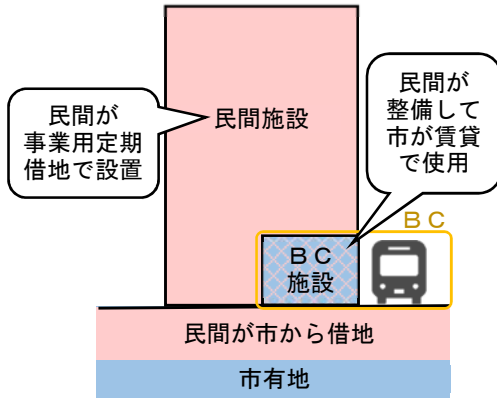 民間が
事業用定期
借地で設置
民間施設
民間が
整備して
市が賃貸
で使用
ＢＣ
ＢＣ
施設
民間が市から借地
市有地